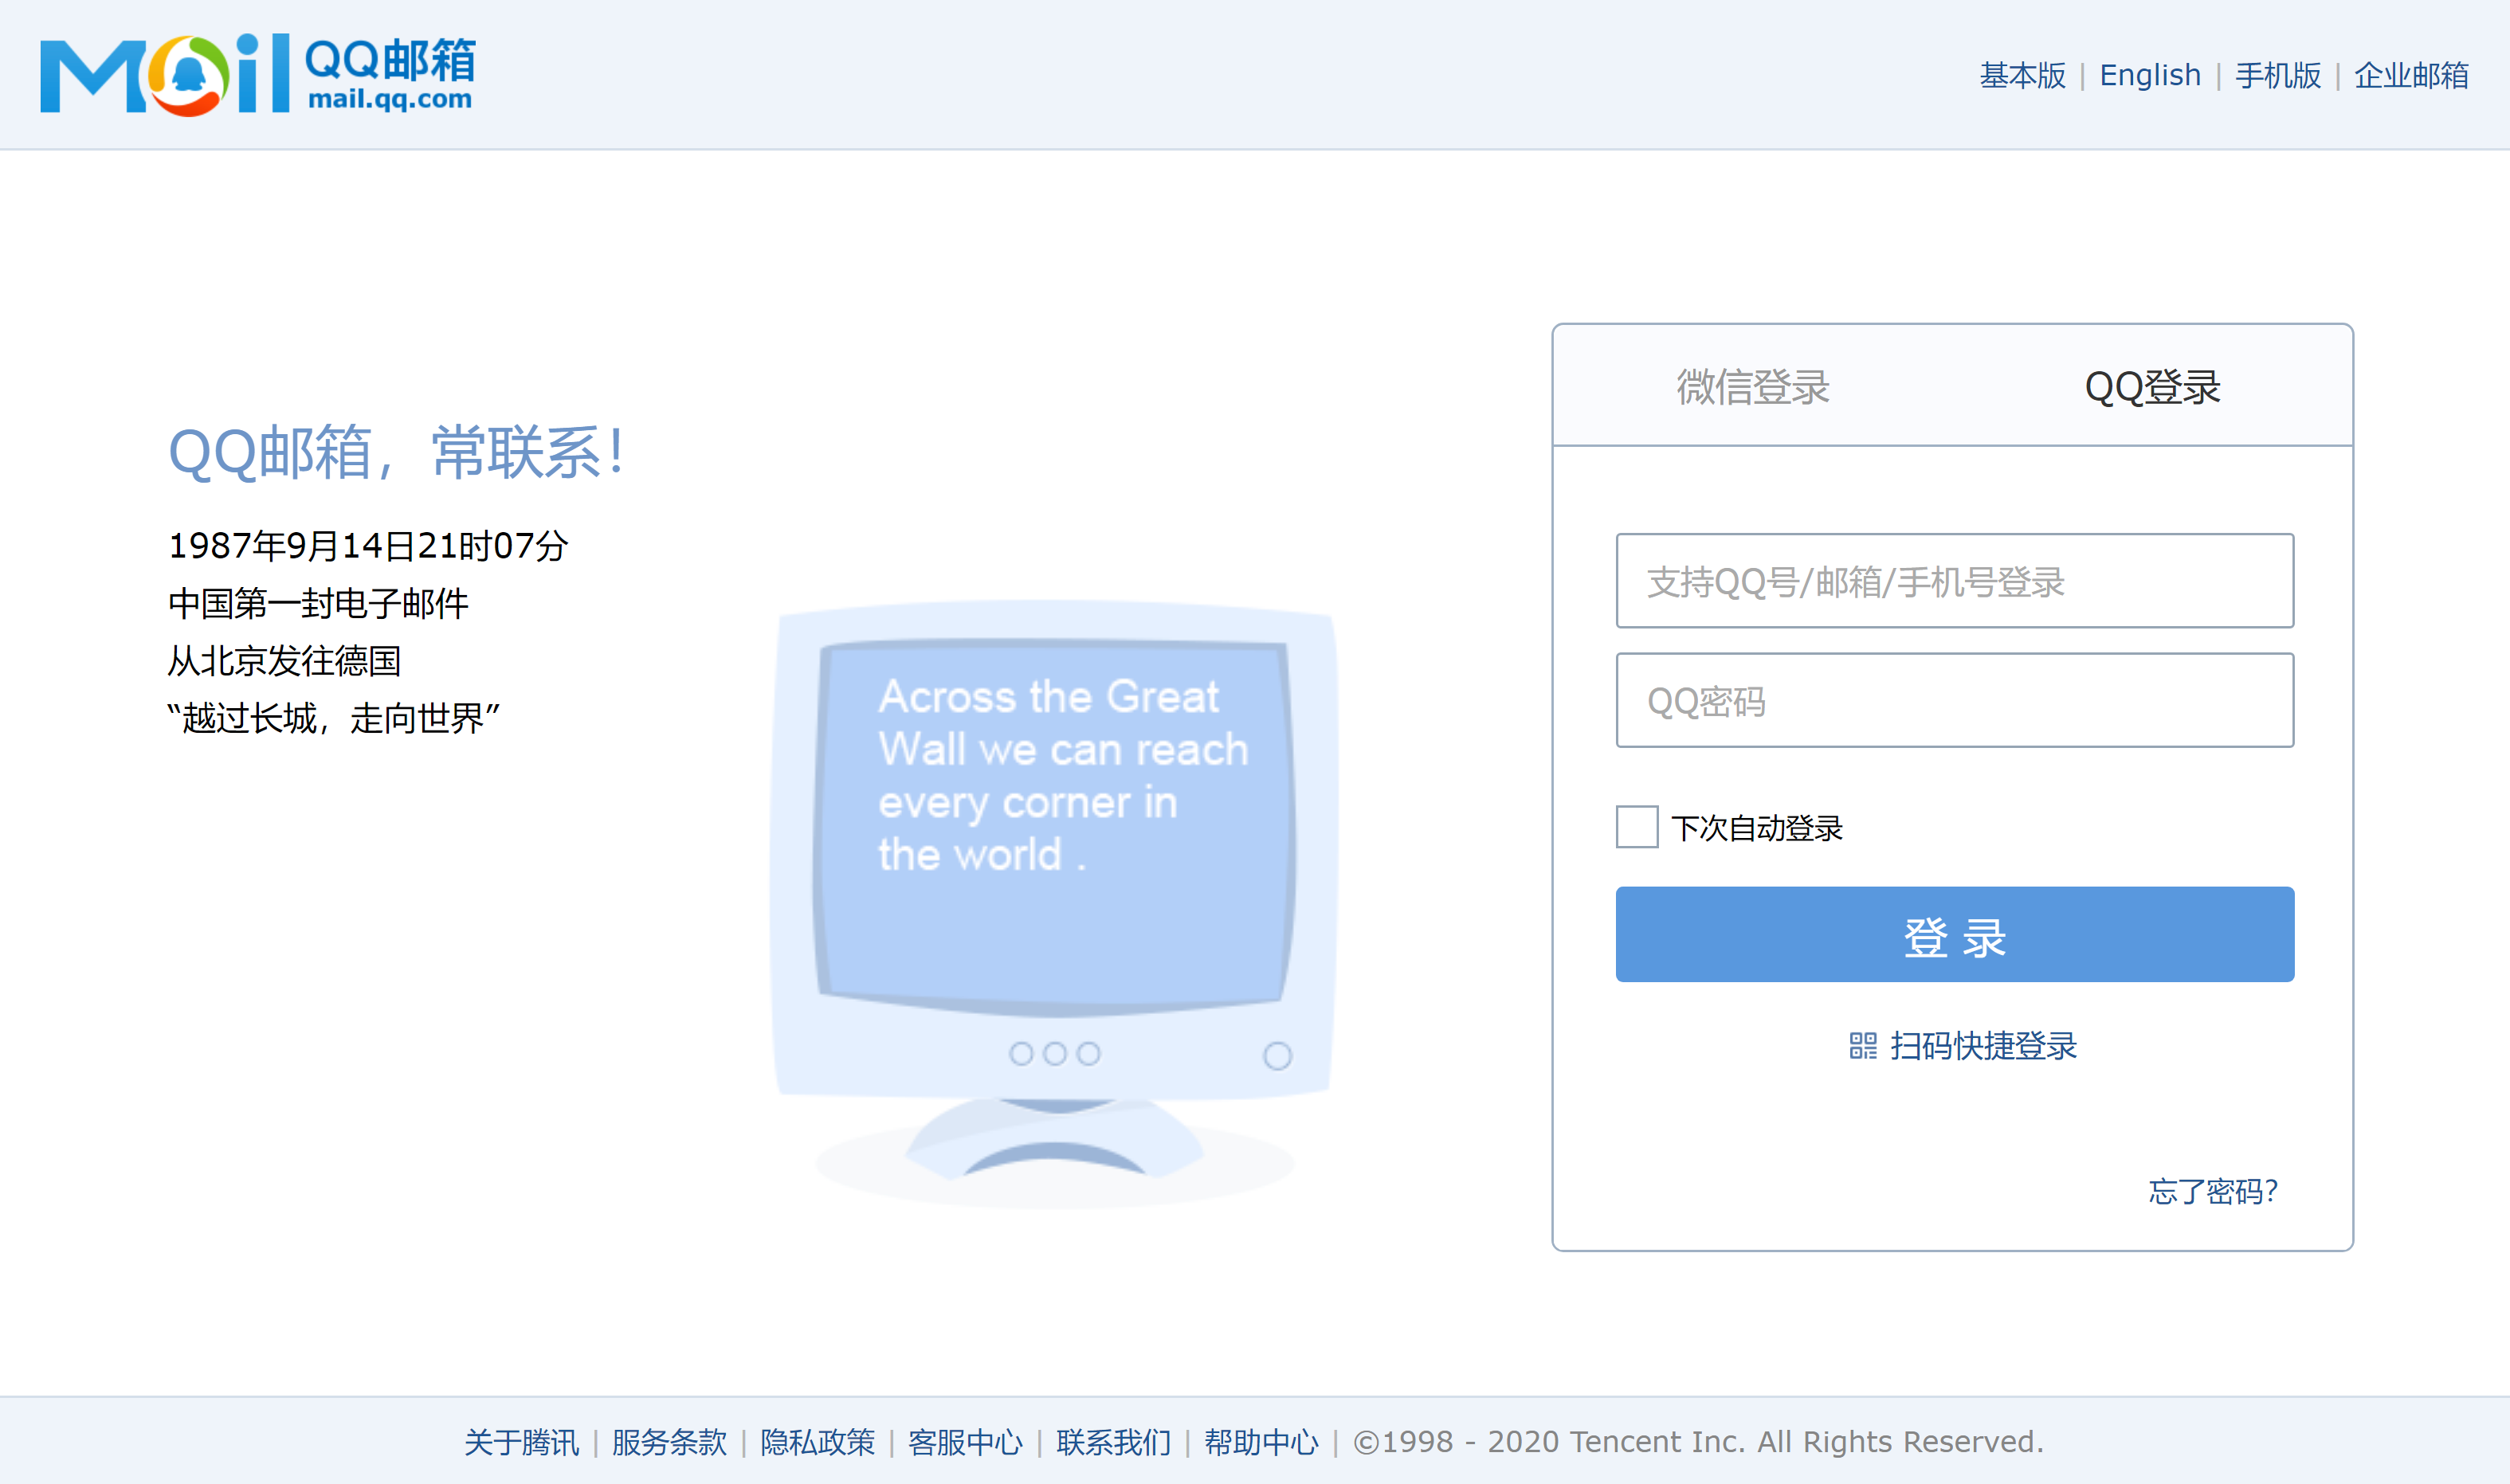 Mail QQ邮箱
mail.qq.com
基本版 | English | 手机版 | 企业邮箱
QQ邮箱，常联系！
1987年9月14日21时07分
中国第一封电子邮件
从北京发往德国
“越过长城，走向世界”
Across the Great
Wall we can reach
every corner in
the world .
微信登录 QQ登录
支持QQ号/邮箱/手机号登录
QQ密码
下次自动登录
登 录
扫码快捷登录
忘了密码？
关于腾讯 | 服务条款 | 隐私政策 | 客服中心 | 联系我们 | 帮助中心 | ©1998 - 2020 Tencent Inc. All Rights Reserved.